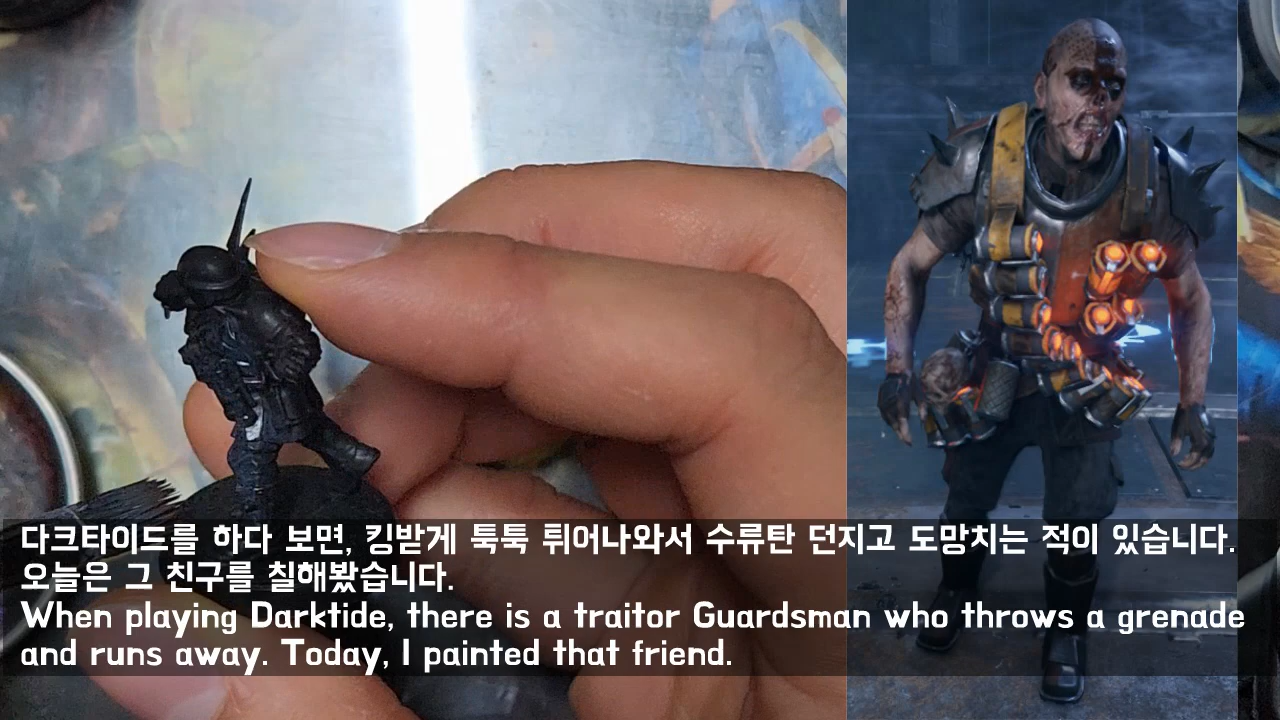 다크타이드를 하다 보면, 킹받게 툭툭 튀어나와서 수류탄 던지고 도망치는 적이 있습니다.
오늘은 그 친구를 칠해봤습니다.
When playing Darktide, there is a traitor Guardsman who throws a grenade
and runs away. Today, I painted that friend.